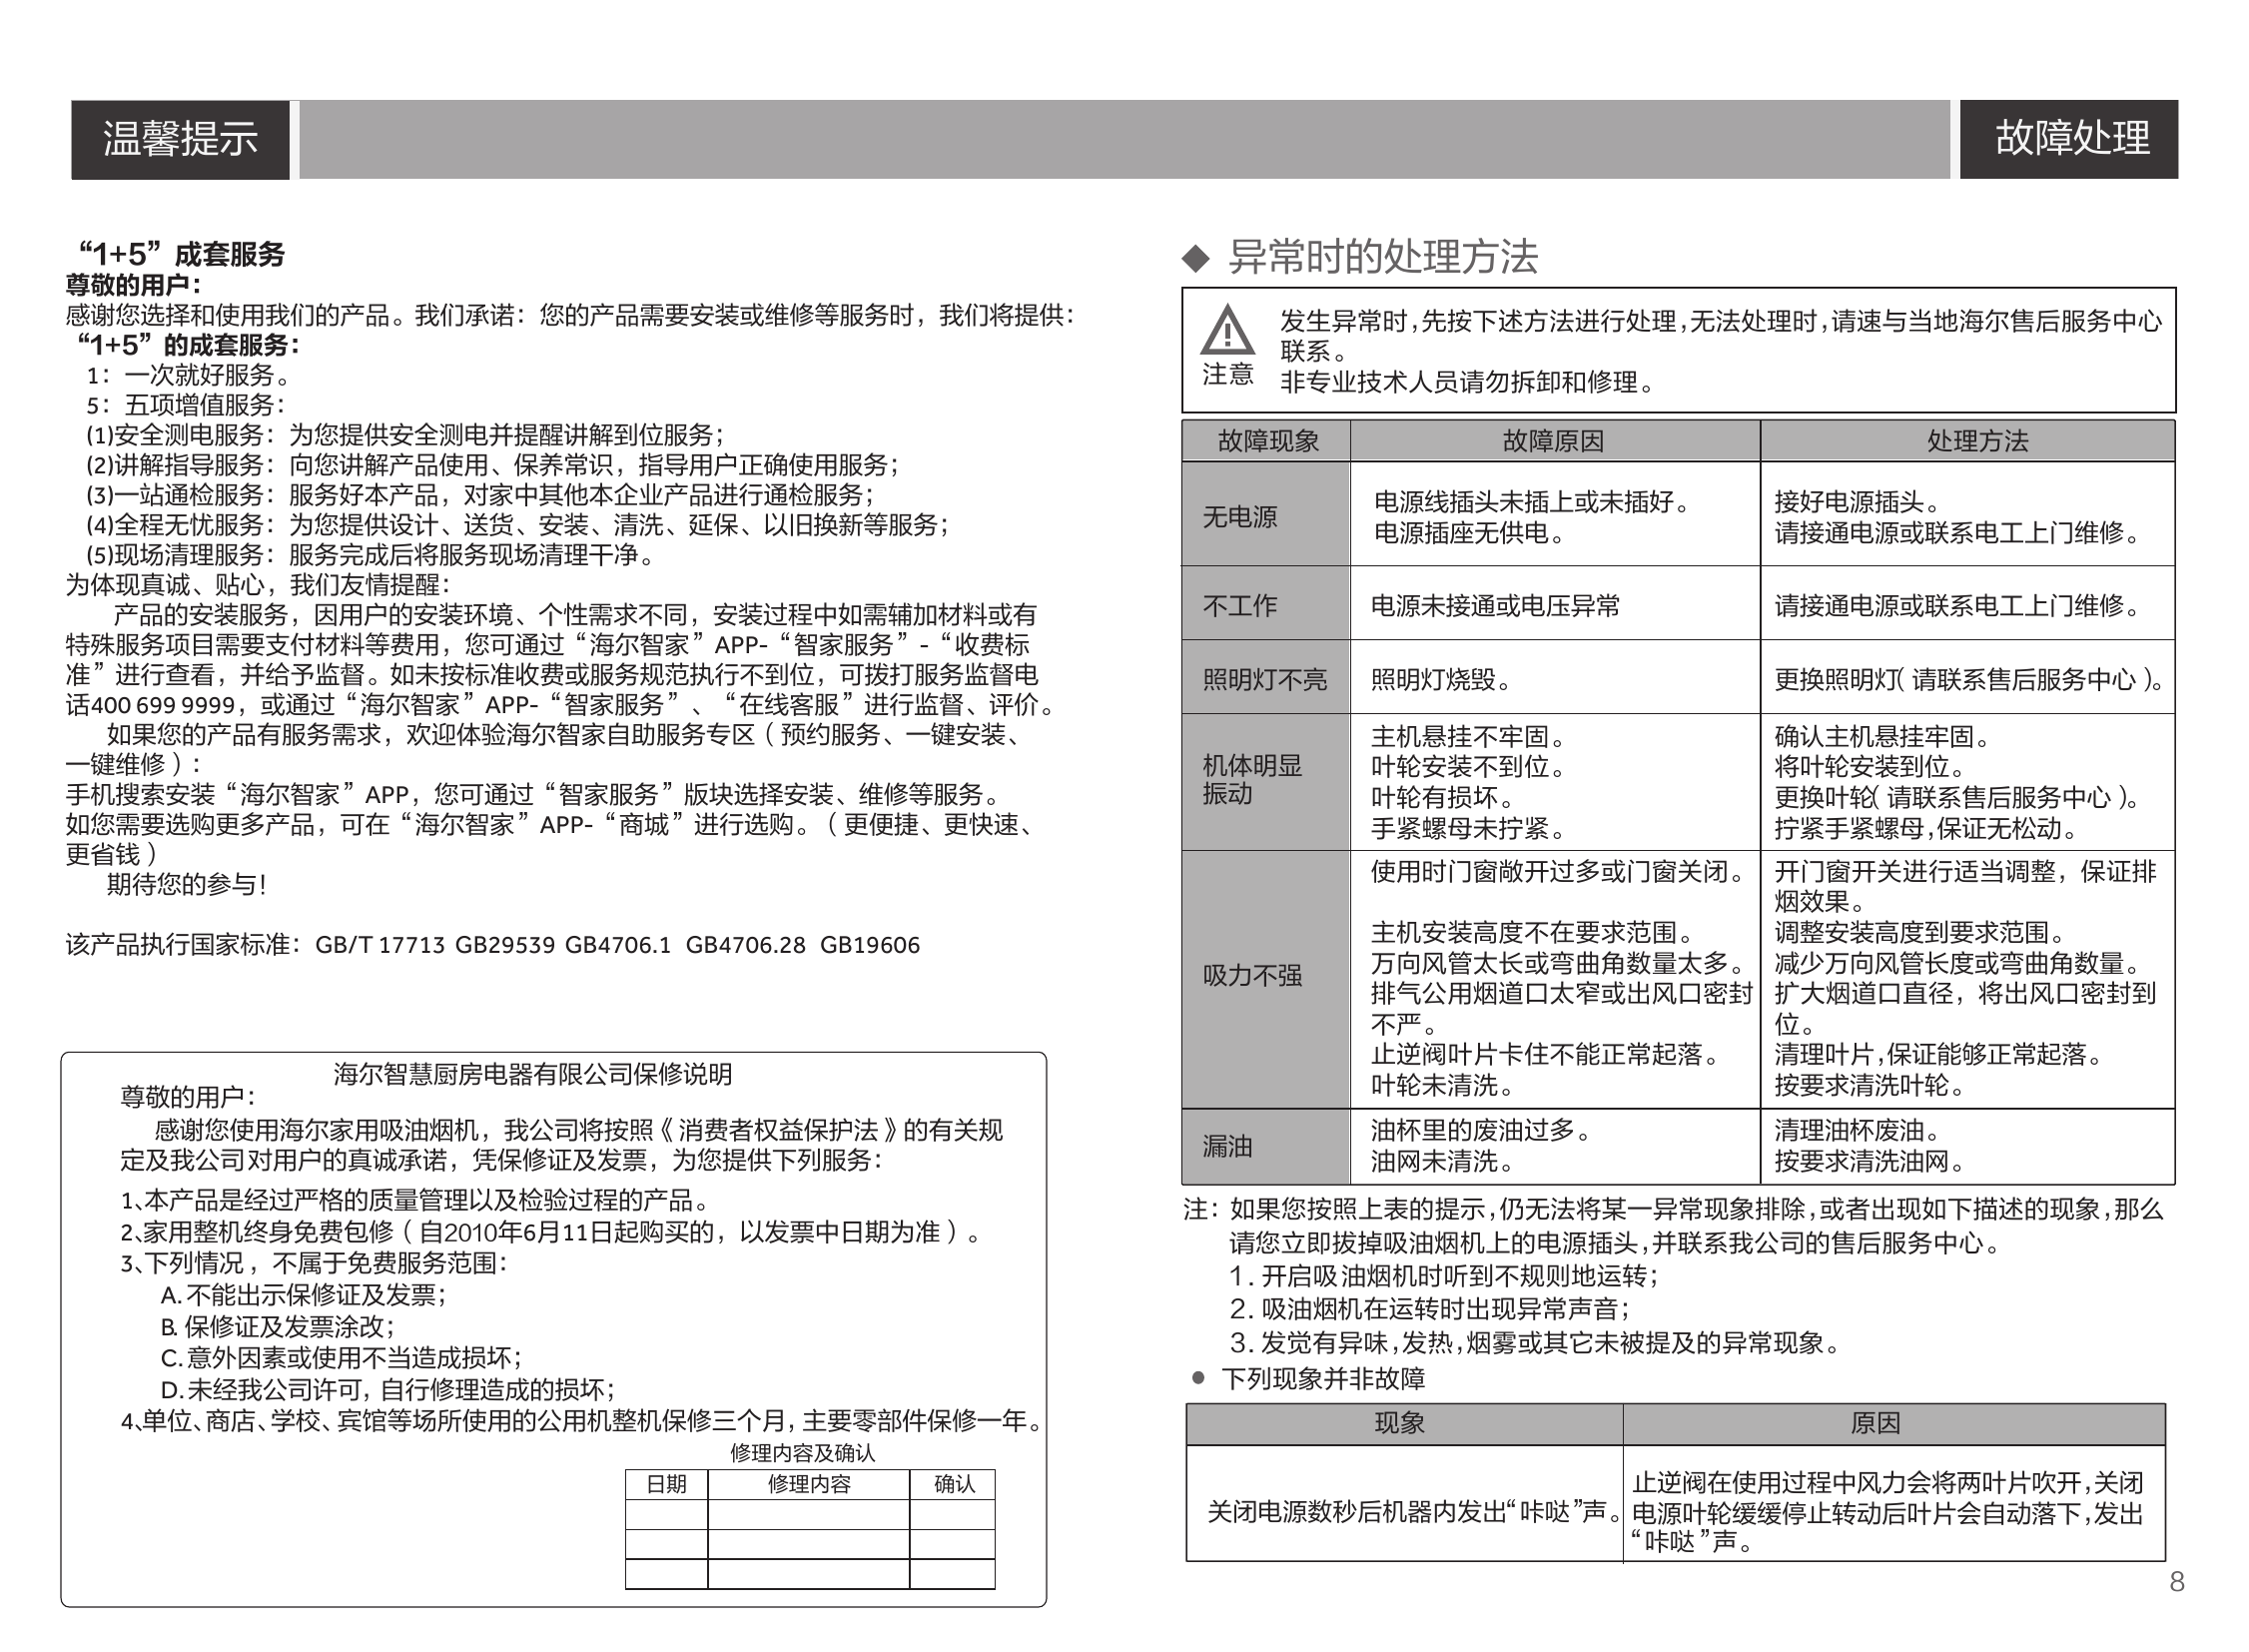 温馨提示
故障处理
“1+5”成套服务
尊敬的用户：
感谢您选择和使用我们的产品。我们承诺：您的产品需要安装或维修等服务时，我们将提供：
“1+5”的成套服务：
1：一次就好服务。
5：五项增值服务：
(1)安全测电服务：为您提供安全测电并提醒讲解到位服务；
(2)讲解指导服务：向您讲解产品使用、保养常识，指导用户正确使用服务；
(3)一站通检服务：服务好本产品，对家中其他本企业产品进行通检服务；
(4)全程无忧服务：为您提供设计、送货、安装、清洗、延保、以旧换新等服务；
(5)现场清理服务：服务完成后将服务现场清理干净。
为体现真诚、贴心，我们友情提醒：
产品的安装服务，因用户的安装环境、个性需求不同，安装过程中如需辅加材料或有
特殊服务项目需要支付材料等费用，您可通过“海尔智家”APP-“智家服务”-“收费标
准”进行查看，并给予监督。如未按标准收费或服务规范执行不到位，可拨打服务监督电
话400 699 9999，或通过“海尔智家”APP-“智家服务”、“在线客服”进行监督、评价。
如果您的产品有服务需求，欢迎体验海尔智家自助服务专区（预约服务、一键安装、
一键维修）：
手机搜索安装“海尔智家”APP，您可通过“智家服务”版块选择安装、维修等服务。
如您需要选购更多产品，可在“海尔智家”APP-“商城”进行选购。（更便捷、更快速、
更省钱）
期待您的参与！
该产品执行国家标准：GB/T 17713 GB29539 GB4706.1 GB4706.28 GB19606
海尔智慧厨房电器有限公司保修说明
尊敬的用户：
感谢您使用海尔家用吸油烟机，我公司将按照《消费者权益保护法》的有关规
定及我公司对用户的真诚承诺，凭保修证及发票，为您提供下列服务：
1、本产品是经过严格的质量管理以及检验过程的产品。
2、家用整机终身免费包修（自2010年6月11日起购买的，以发票中日期为准）。
3、下列情况，不属于免费服务范围：
A.不能出示保修证及发票；
B.保修证及发票涂改；
C.意外因素或使用不当造成损坏；
D.未经我公司许可，自行修理造成的损坏；
4、单位、商店、学校、宾馆等场所使用的公用机整机保修三个月，主要零部件保修一年。
修理内容及确认
日期 修理内容 确认
◆ 异常时的处理方法
注意
发生异常时，先按下述方法进行处理，无法处理时，请速与当地海尔售后服务中心
联系。
非专业技术人员请勿拆卸和修理。
故障现象 故障原因 处理方法
无电源
电源线插头未插上或未插好。
电源插座无供电。
接好电源插头。
请接通电源或联系电工上门维修。
不工作 电源未接通或电压异常 请接通电源或联系电工上门维修。
照明灯不亮 照明灯烧毁。 更换照明灯（请联系售后服务中心）。
机体明显
振动
主机悬挂不牢固。
叶轮安装不到位。
叶轮有损坏。
手紧螺母未拧紧。
确认主机悬挂牢固。
将叶轮安装到位。
更换叶轮（请联系售后服务中心）。
拧紧手紧螺母，保证无松动。
吸力不强
使用时门窗敞开过多或门窗关闭。
主机安装高度不在要求范围。
万向风管太长或弯曲角数量太多。
排气公用烟道口太窄或出风口密封
不严。
止逆阀叶片卡住不能正常起落。
叶轮未清洗。
开门窗开关进行适当调整，保证排
烟效果。
调整安装高度到要求范围。
减少万向风管长度或弯曲角数量。
扩大烟道口直径，将出风口密封到
位。
清理叶片，保证能够正常起落。
按要求清洗叶轮。
漏油
油杯里的废油过多。
油网未清洗。
清理油杯废油。
按要求清洗油网。
注：如果您按照上表的提示，仍无法将某一异常现象排除，或者出现如下描述的现象，那么
请您立即拔掉吸油烟机上的电源插头，并联系我公司的售后服务中心。
1. 开启吸油烟机时听到不规则地运转；
2. 吸油烟机在运转时出现异常声音；
3. 发觉有异味，发热，烟雾或其它未被提及的异常现象。
● 下列现象并非故障
现象 原因
关闭电源数秒后机器内发出“咔哒”声。
止逆阀在使用过程中风力会将两叶片吹开，关闭
电源叶轮缓缓停止转动后叶片会自动落下，发出
“咔哒”声。
8